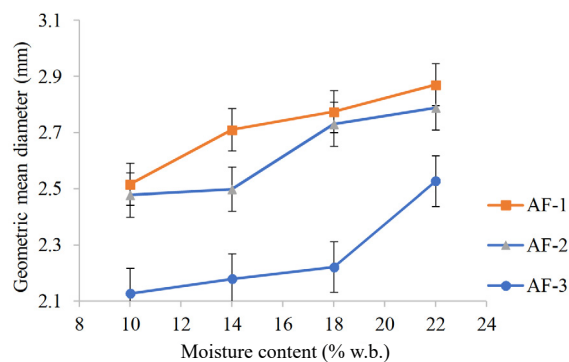 3.1
2.9
2.7
2.5
2.3
2.1
Geometric mean diameter (mm)
8 10 12 14 16 18 20 22 24
Moisture content (% w.b.)
AF-1
AF-2
AF-3